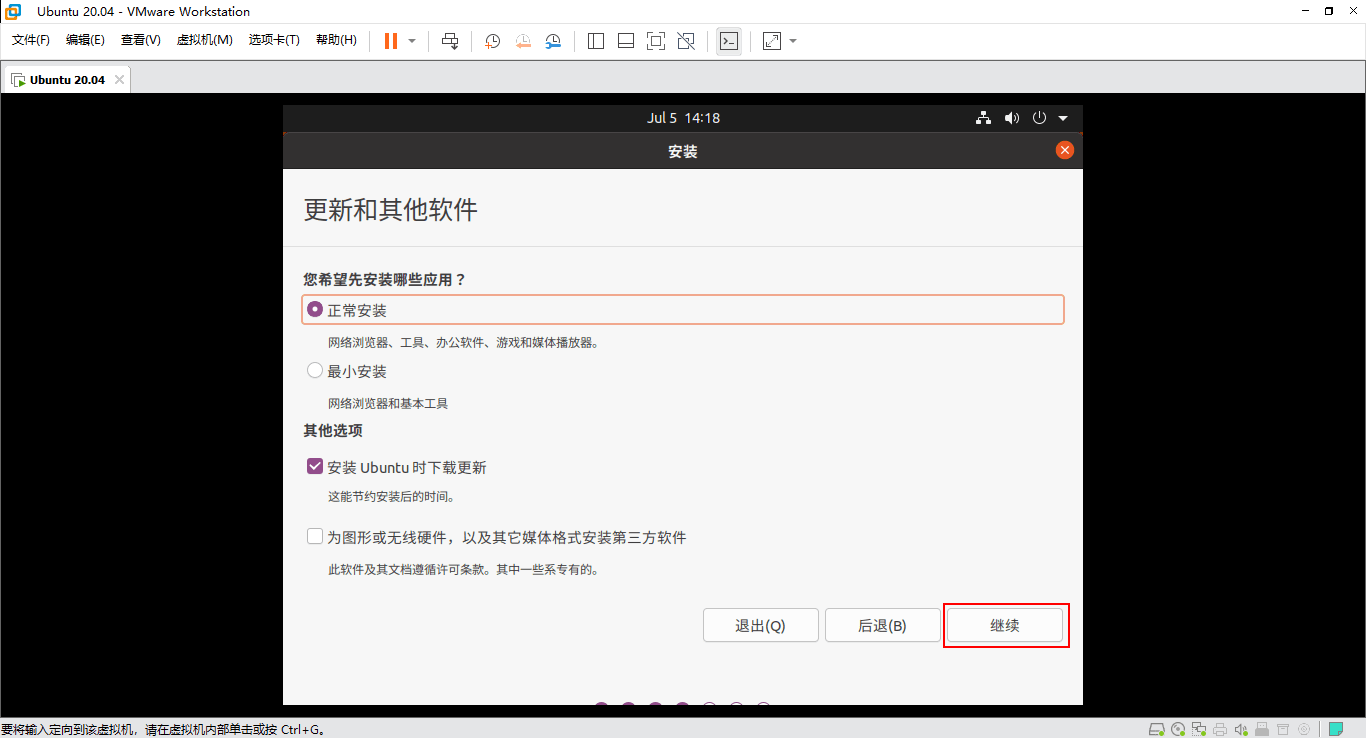 Ubuntu 20.04 - VMware Workstation
文件(F) 编辑(E) 查看(V) 虚拟机(M) 选项卡(T) 帮助(H)
Ubuntu 20.04
Jul 5 14:18
安装
更新和其他软件
您希望先安装哪些应用？
正常安装
网络浏览器、工具、办公软件、游戏和媒体播放器。
最小安装
网络浏览器和基本工具
其他选项
安装 Ubuntu 时下载更新
这能节约安装后的时间。
为图形或无线硬件，以及其它媒体格式安装第三方软件
此软件及其文档遵循许可条款。其中一些系专有的。
退出(Q) 后退(B) 继续
要将输入定向到该虚拟机，请在虚拟机内部单击或按 Ctrl+G。